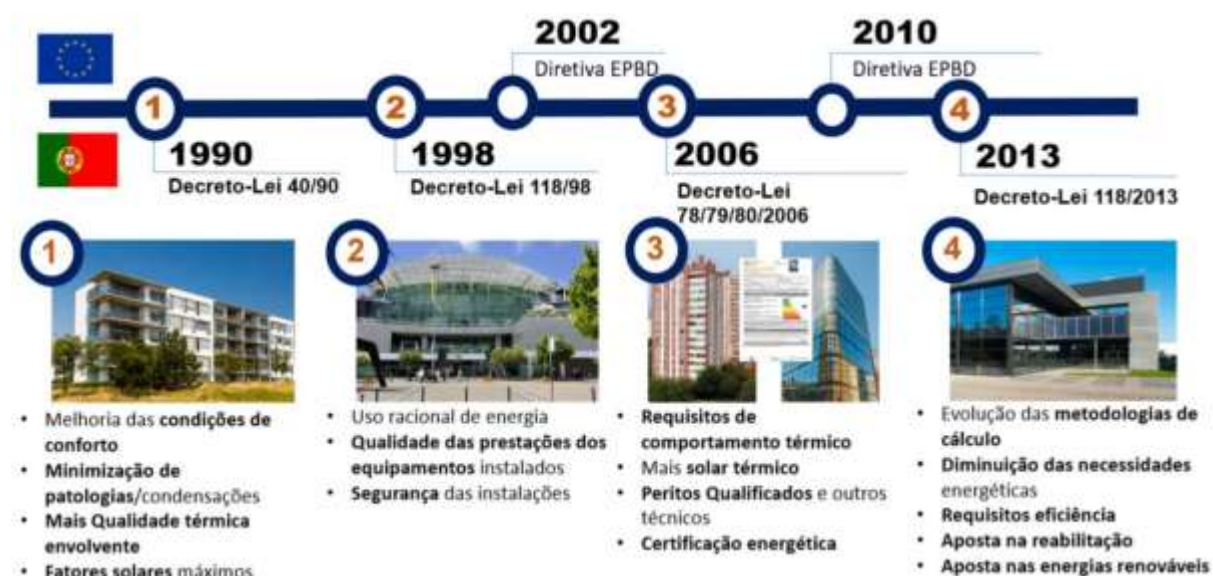 2002
Diretiva EPBD
2010
Diretiva EPBD
1
2
3
4
1990
Decreto-Lei 40/90
1998
Decreto-Lei 118/98
2006
Decreto-Lei
78/79/80/2006
2013
Decreto-Lei 118/2013
1
• Melhoria das condições de
conforto
• Minimização de
patologias/condensações
• Mais Qualidade térmica
envolvente
• Fatores solares máximos
2
• Uso racional de energia
• Qualidade das prestações dos
equipamentos instalados
• Segurança das instalações
3
• Requisitos de
comportamento térmico
• Mais solar térmico
• Peritos Qualificados e outros
técnicos
• Certificação energética
4
• Evolução das metodologias de
cálculo
• Diminuição das necessidades
energéticas
• Requisitos eficiência
• Aposta na reabilitação
• Aposta nas energias renováveis